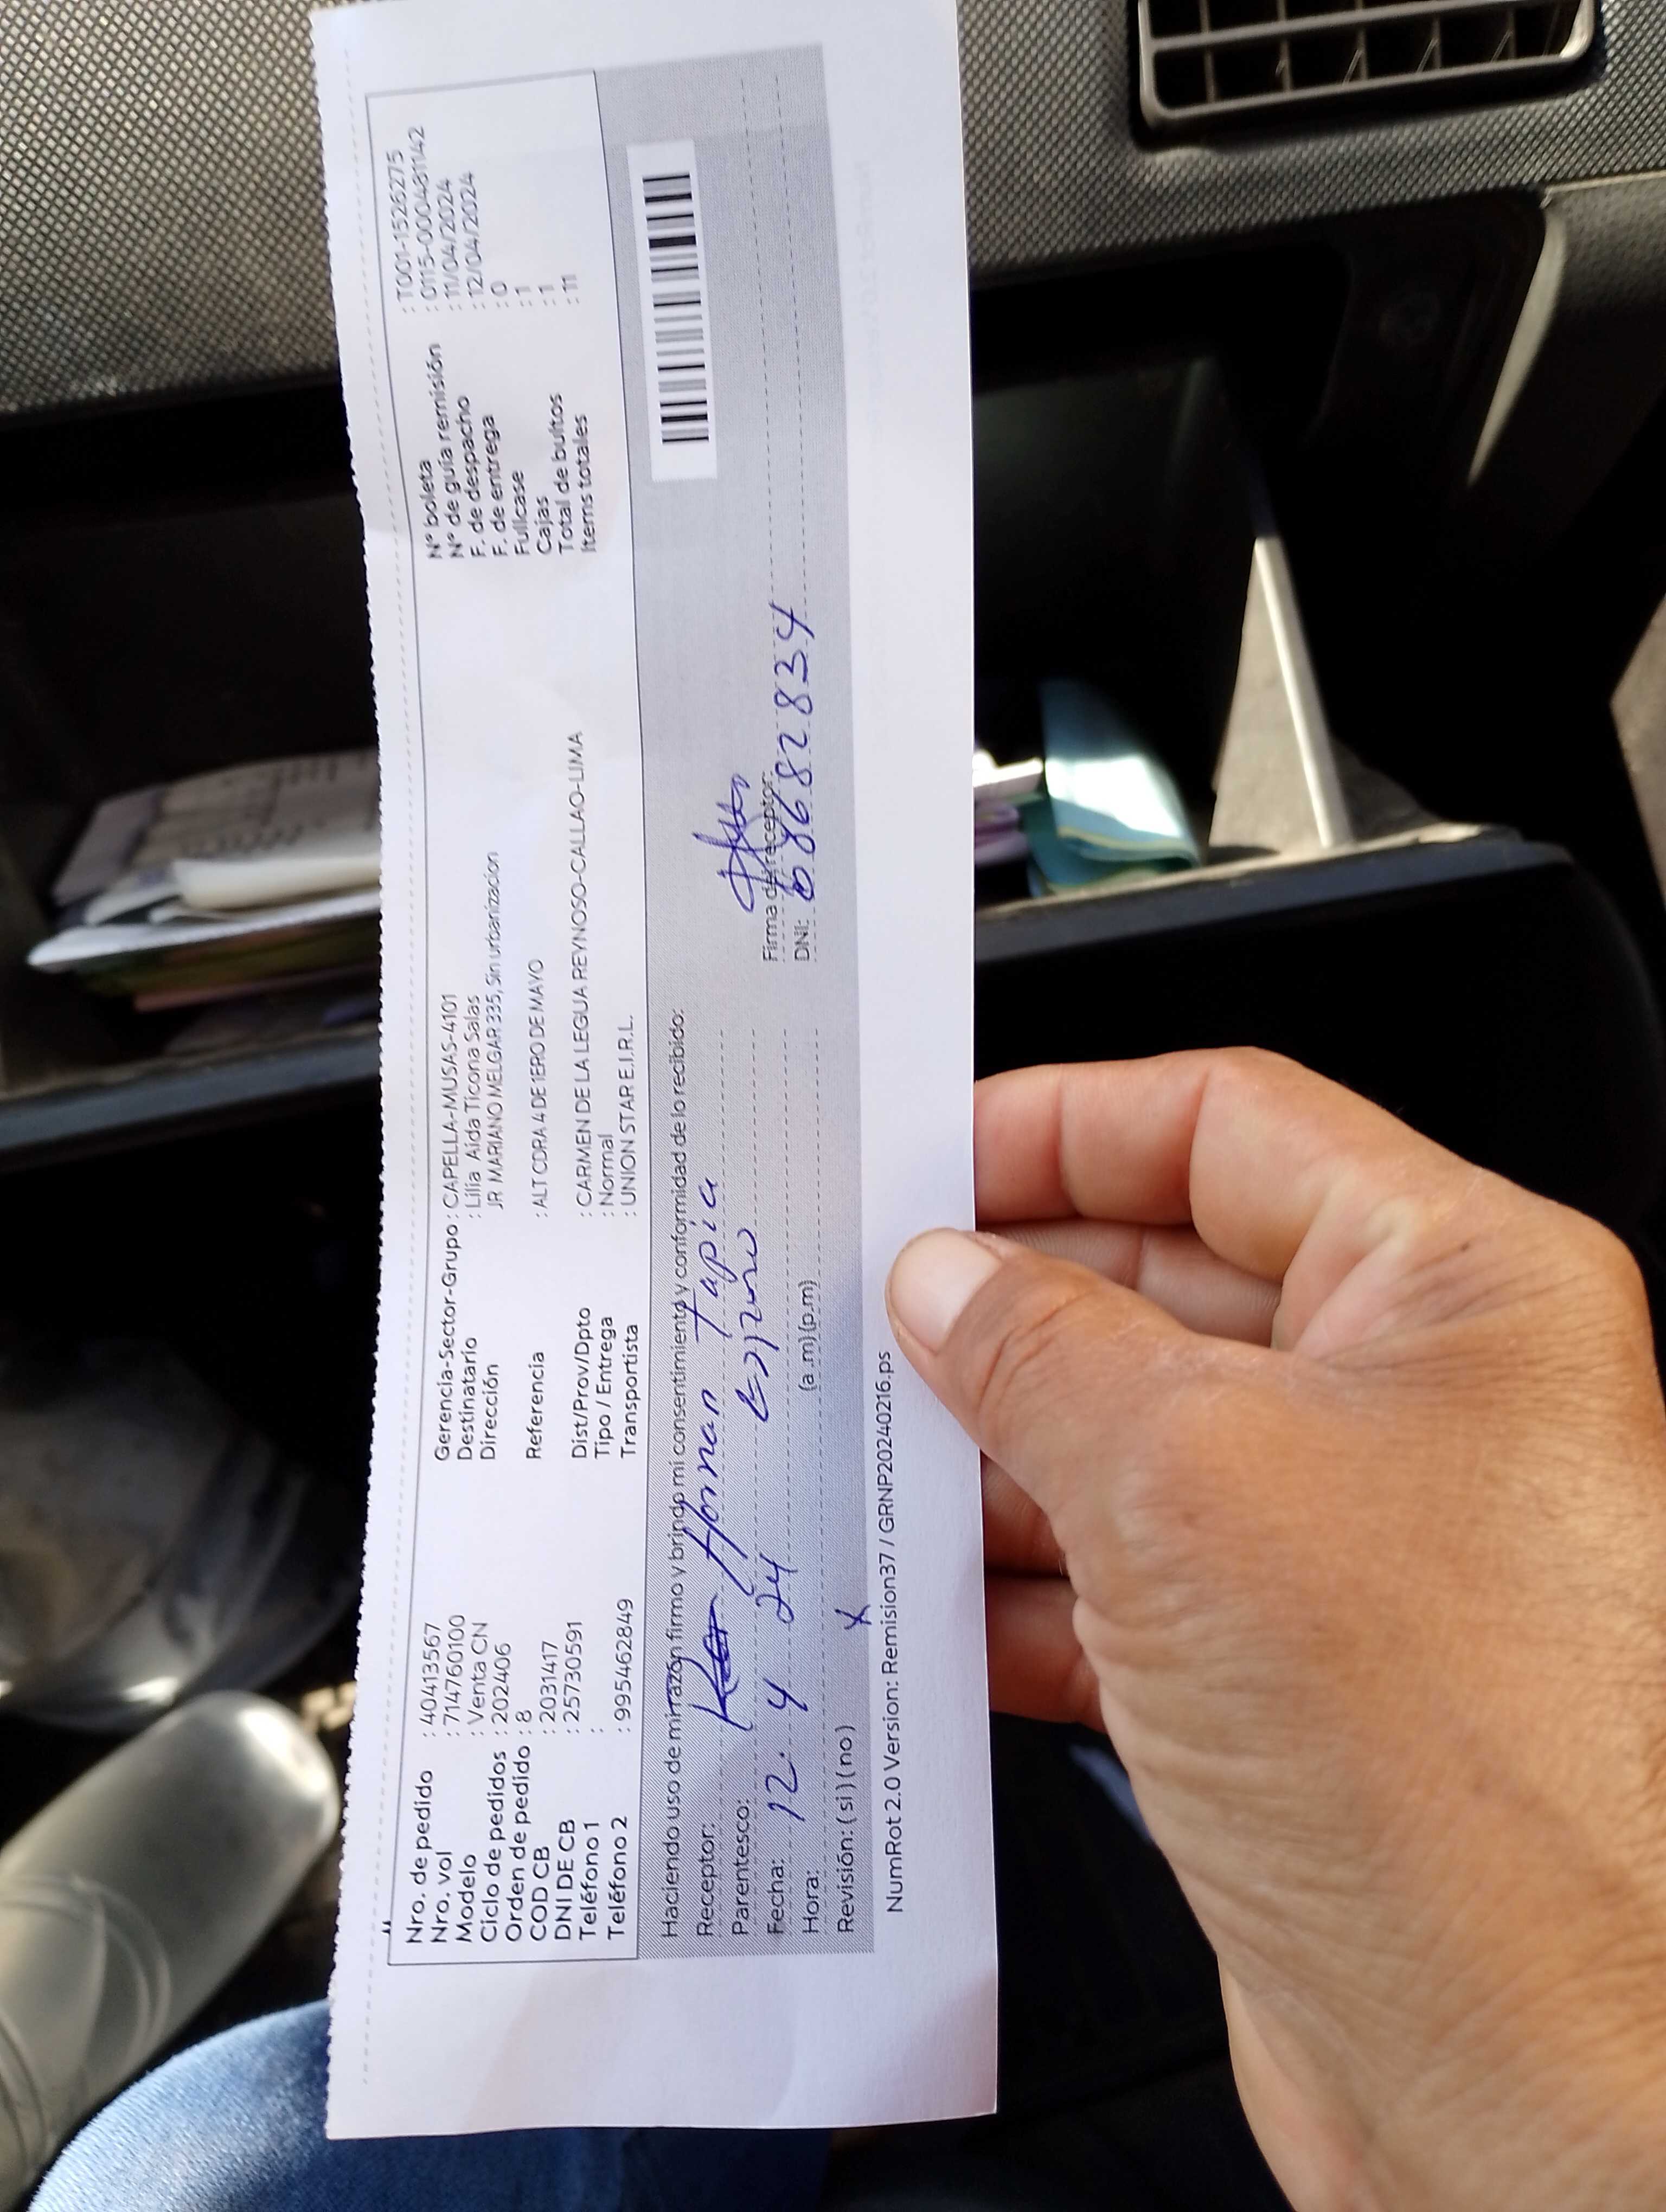 Nro. de pedido : 40413567
Nro. vol : 714760100
Modelo : Venta CN
Ciclo de pedidos : 202406
Orden de pedido : 8
COD CB : 2031417
DNI DE CB : 25730591
Teléfono 1 :
Teléfono 2 : 995462849
Gerencia-Sector-Grupo : CAPELLA-MUSAS-4101
Destinatario : Lilia Aida Ticona Salas
Dirección JR MARIANO MELGAR 335, Sin urbanizacion
Referencia : ALT CDRA 4 DE 1ERO DE MAYO
Dist/Prov/Dpto : CARMEN DE LA LEGUA REYNOSO-CALLAO-LIMA
Tipo / Entrega : Normal
Transportista : UNION STAR E.I.R.L.
N° boleta : T001-1526275
N° de guía remisión : 0115-0004811142
F. de despacho : 11/04/2024
F. de entrega : 12/04/2024
Fullcase : 0
Cajas : 1
Total de bultos : 1
Items totales : 11
Haciendo uso de mi razón firmo y brindo mi consentimiento y conformidad de lo recibido:
Receptor: Hernan Tapia
Parentesco: Esposo
Fecha: 12. 4 24
Hora: (a.m) (p.m)
Revisión: ( si ) ( no ) X
Firma del receptor:
DNI: 06682834
NumRot 2.0 Version: Remision37 / GRNP20240216.ps